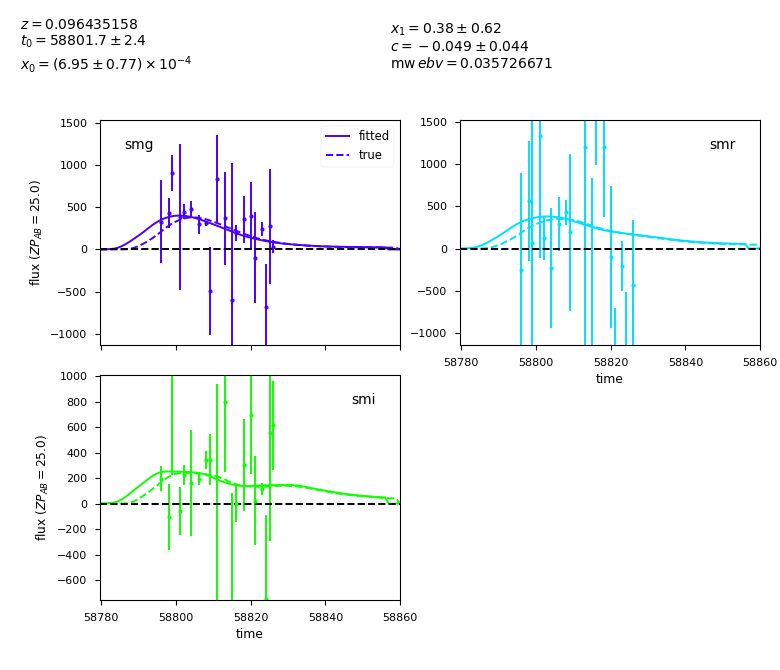 z = 0.096435158
t₀ = 58801.7 ± 2.4
x₀ = (6.95 ± 0.77) × 10⁻⁴
x₁ = 0.38 ± 0.62
c = −0.049 ± 0.044
mw ebv = 0.035726671
smg
fitted
true
1500
1000
500
0
−500
−1000
flux (ZP_AB = 25.0)
smr
1500
1000
500
0
−500
−1000
58780 58800 58820 58840 58860
time
smi
1000
800
600
400
200
0
−200
−400
−600
flux (ZP_AB = 25.0)
58780 58800 58820 58840 58860
time